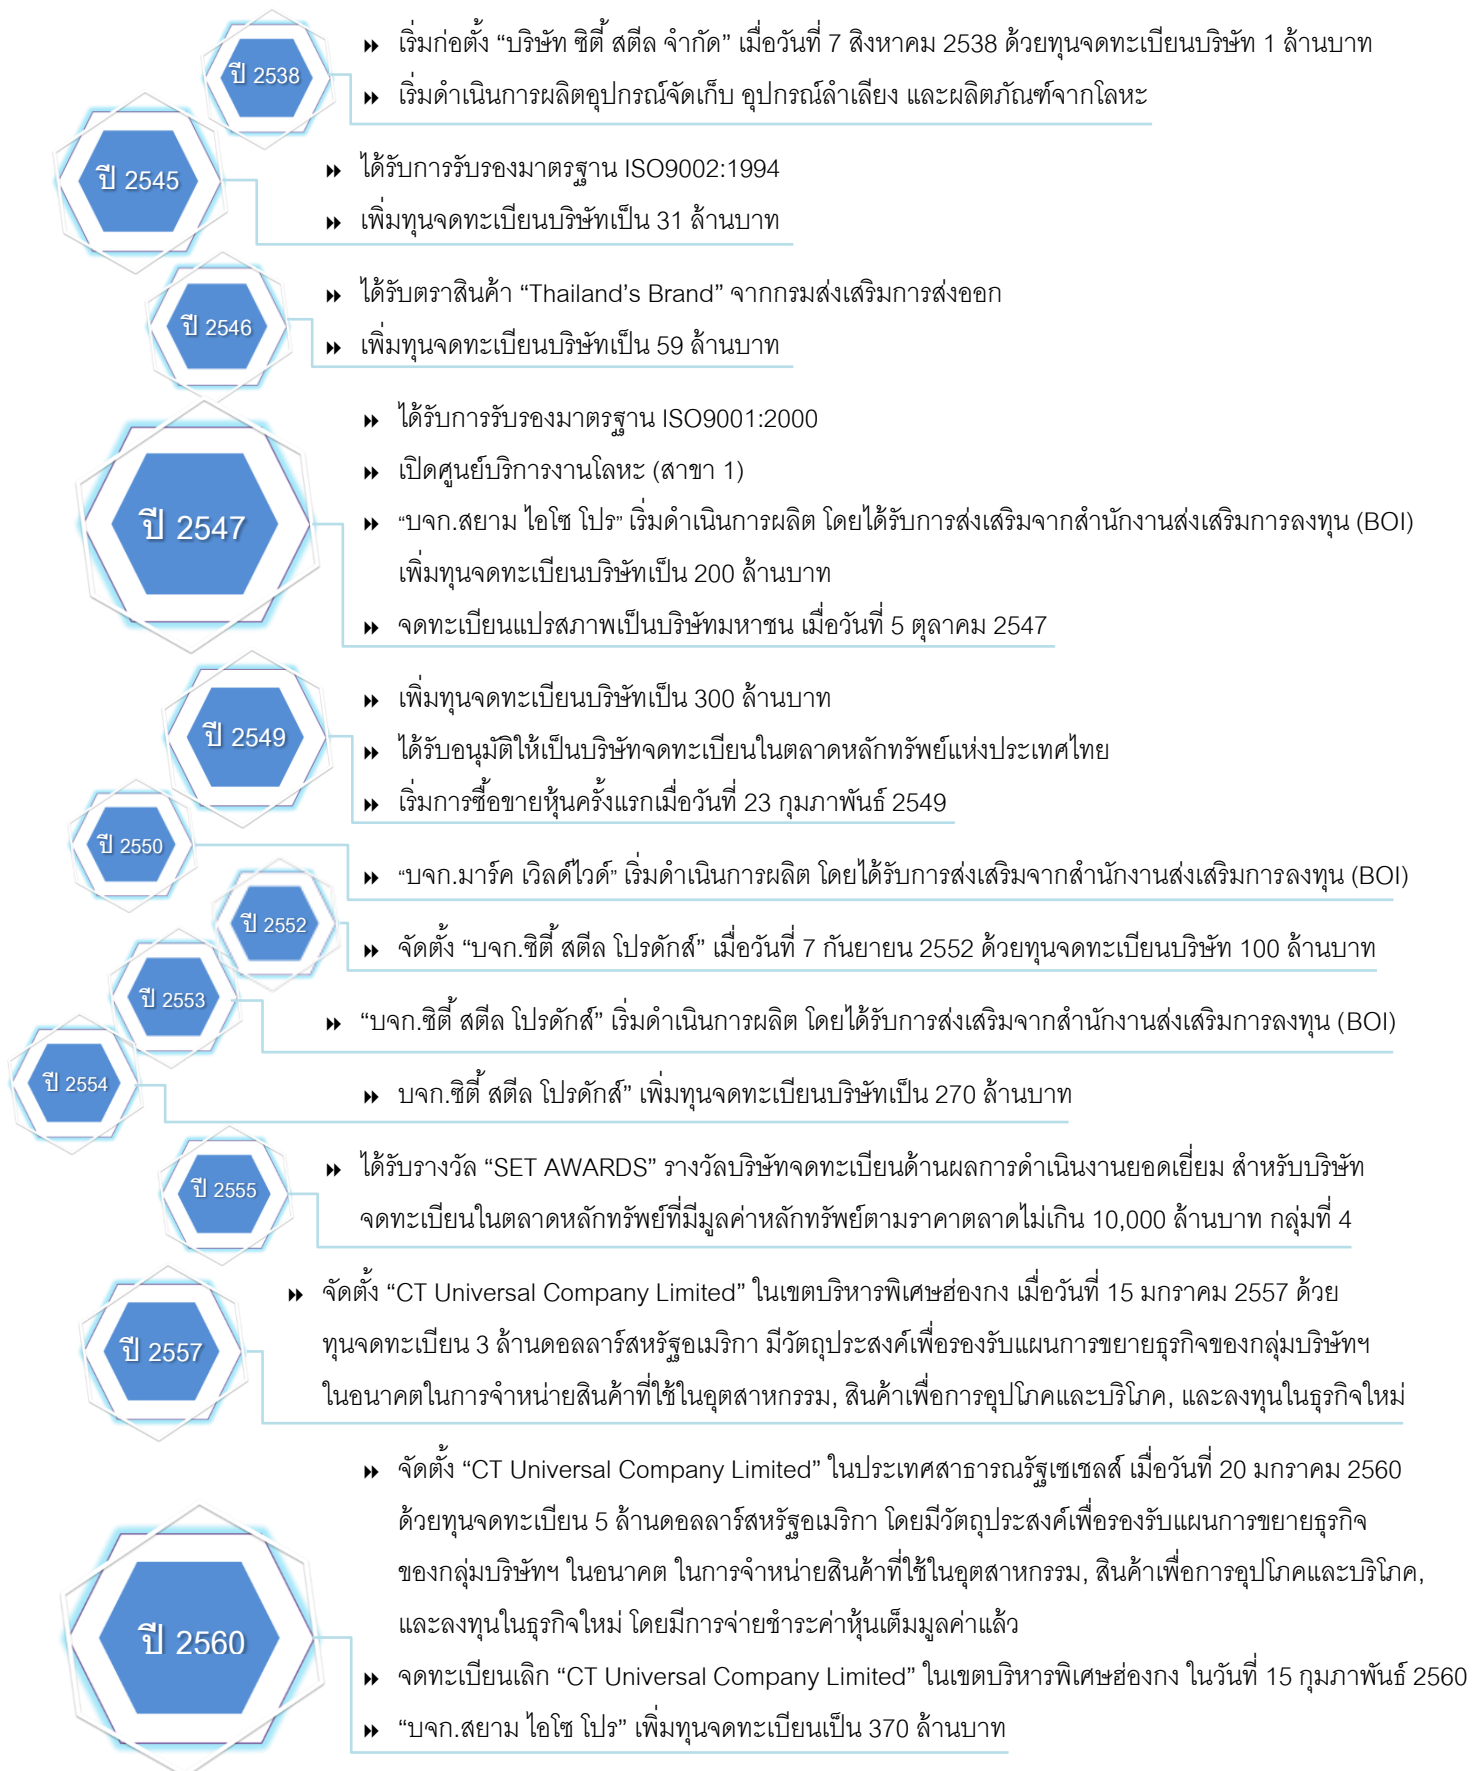 ปี 2538
» เริ่มก่อตั้ง “บริษัท ซิตี้ สตีล จำกัด” เมื่อวันที่ 7 สิงหาคม 2538 ด้วยทุนจดทะเบียนบริษัท 1 ล้านบาท
» เริ่มดำเนินการผลิตอุปกรณ์จัดเก็บ อุปกรณ์ลำเลียง และผลิตภัณฑ์จากโลหะ
ปี 2545
» ได้รับการรับรองมาตรฐาน ISO9002:1994
» เพิ่มทุนจดทะเบียนบริษัทเป็น 31 ล้านบาท
ปี 2546
» ได้รับตราสินค้า “Thailand’s Brand” จากกรมส่งเสริมการส่งออก
» เพิ่มทุนจดทะเบียนบริษัทเป็น 59 ล้านบาท
ปี 2547
» ได้รับการรับรองมาตรฐาน ISO9001:2000
» เปิดศูนย์บริการงานโลหะ (สาขา 1)
» “บจก.สยาม ไอโซ โปร” เริ่มดำเนินการผลิต โดยได้รับการส่งเสริมจากสำนักงานส่งเสริมการลงทุน (BOI)
เพิ่มทุนจดทะเบียนบริษัทเป็น 200 ล้านบาท
» จดทะเบียนแปรสภาพเป็นบริษัทมหาชน เมื่อวันที่ 5 ตุลาคม 2547
ปี 2549
» เพิ่มทุนจดทะเบียนบริษัทเป็น 300 ล้านบาท
» ได้รับอนุมัติให้เป็นบริษัทจดทะเบียนในตลาดหลักทรัพย์แห่งประเทศไทย
» เริ่มการซื้อขายหุ้นครั้งแรกเมื่อวันที่ 23 กุมภาพันธ์ 2549
ปี 2550
» “บจก.มาร์ค เวิลด์ไวด์” เริ่มดำเนินการผลิต โดยได้รับการส่งเสริมจากสำนักงานส่งเสริมการลงทุน (BOI)
ปี 2552
» จัดตั้ง “บจก.ซิตี้ สตีล โปรดักส์” เมื่อวันที่ 7 กันยายน 2552 ด้วยทุนจดทะเบียนบริษัท 100 ล้านบาท
ปี 2553
» “บจก.ซิตี้ สตีล โปรดักส์” เริ่มดำเนินการผลิต โดยได้รับการส่งเสริมจากสำนักงานส่งเสริมการลงทุน (BOI)
ปี 2554
» บจก.ซิตี้ สตีล โปรดักส์” เพิ่มทุนจดทะเบียนบริษัทเป็น 270 ล้านบาท
ปี 2555
» ได้รับรางวัล “SET AWARDS” รางวัลบริษัทจดทะเบียนด้านผลการดำเนินงานยอดเยี่ยม สำหรับบริษัท
จดทะเบียนในตลาดหลักทรัพย์ที่มีมูลค่าหลักทรัพย์ตามราคาตลาดไม่เกิน 10,000 ล้านบาท กลุ่มที่ 4
ปี 2557
» จัดตั้ง “CT Universal Company Limited” ในเขตบริหารพิเศษฮ่องกง เมื่อวันที่ 15 มกราคม 2557 ด้วย
ทุนจดทะเบียน 3 ล้านดอลลาร์สหรัฐอเมริกา มีวัตถุประสงค์เพื่อรองรับแผนการขยายธุรกิจของกลุ่มบริษัทฯ
ในอนาคตในการจำหน่ายสินค้าที่ใช้ในอุตสาหกรรม, สินค้าเพื่อการอุปโภคและบริโภค, และลงทุนในธุรกิจใหม่
ปี 2560
» จัดตั้ง “CT Universal Company Limited” ในประเทศสาธารณรัฐเซเชลส์ เมื่อวันที่ 20 มกราคม 2560
ด้วยทุนจดทะเบียน 5 ล้านดอลลาร์สหรัฐอเมริกา โดยมีวัตถุประสงค์เพื่อรองรับแผนการขยายธุรกิจ
ของกลุ่มบริษัทฯ ในอนาคต ในการจำหน่ายสินค้าที่ใช้ในอุตสาหกรรม, สินค้าเพื่อการอุปโภคและบริโภค,
และลงทุนในธุรกิจใหม่ โดยมีการจ่ายชำระค่าหุ้นเต็มมูลค่าแล้ว
» จดทะเบียนเลิก “CT Universal Company Limited” ในเขตบริหารพิเศษฮ่องกง ในวันที่ 15 กุมภาพันธ์ 2560
» “บจก.สยาม ไอโซ โปร” เพิ่มทุนจดทะเบียนเป็น 370 ล้านบาท